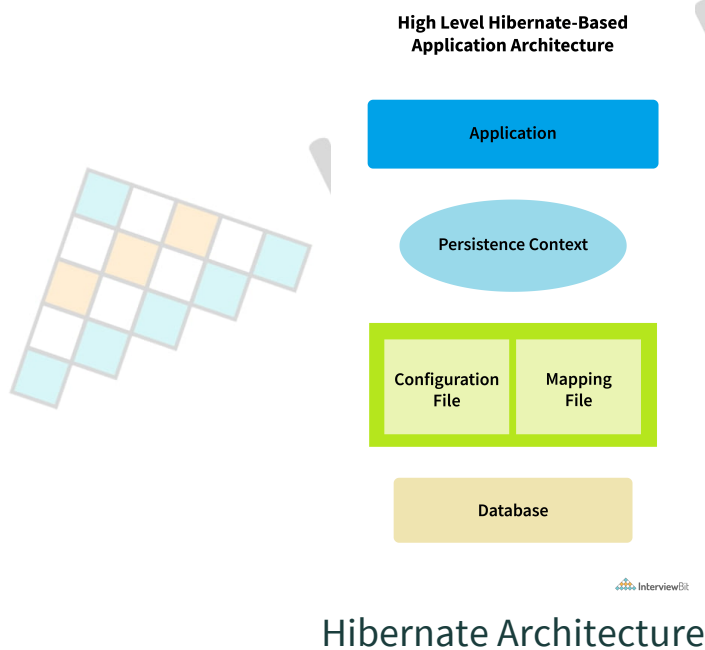 High Level Hibernate-Based
Application Architecture
Application
Persistence Context
Configuration
File
Mapping
File
Database
InterviewBit
Hibernate Architecture